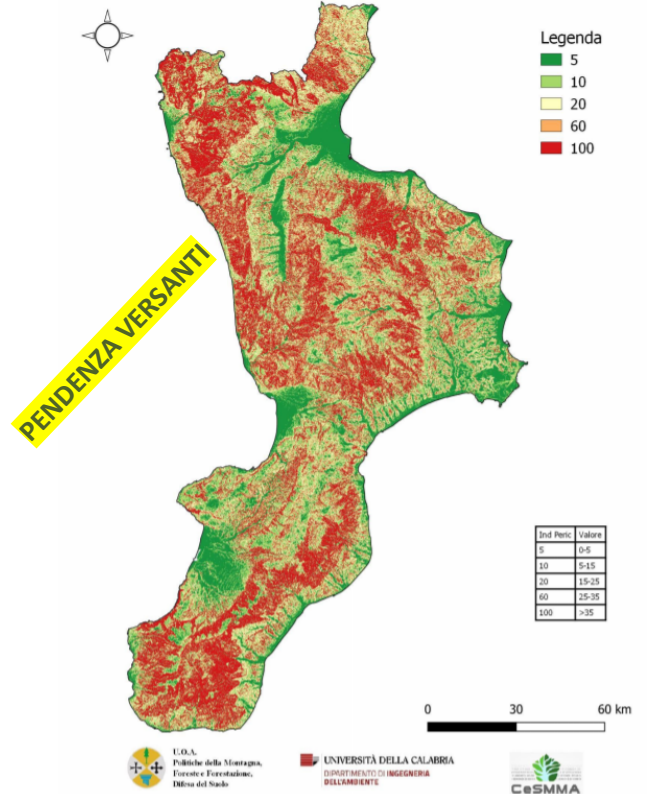 Legenda
5
10
20
60
100
PENDENZA VERSANTI
Ind Peric Valore
5 0-5
10 5-15
20 15-25
60 25-35
100 >35
0 30 60 km
U.O.A.
Politiche della Montagna,
Foreste e Forestazione,
Difesa del Suolo
UNIVERSITÀ DELLA CALABRIA
DIPARTIMENTO DI INGEGNERIA
DELL'AMBIENTE
CeSMMA